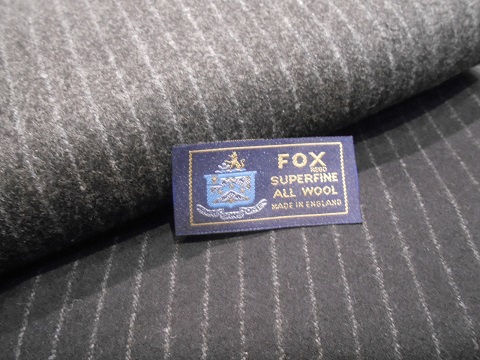 FOX
SUPERFINE
ALL WOOL
MADE IN ENGLAND